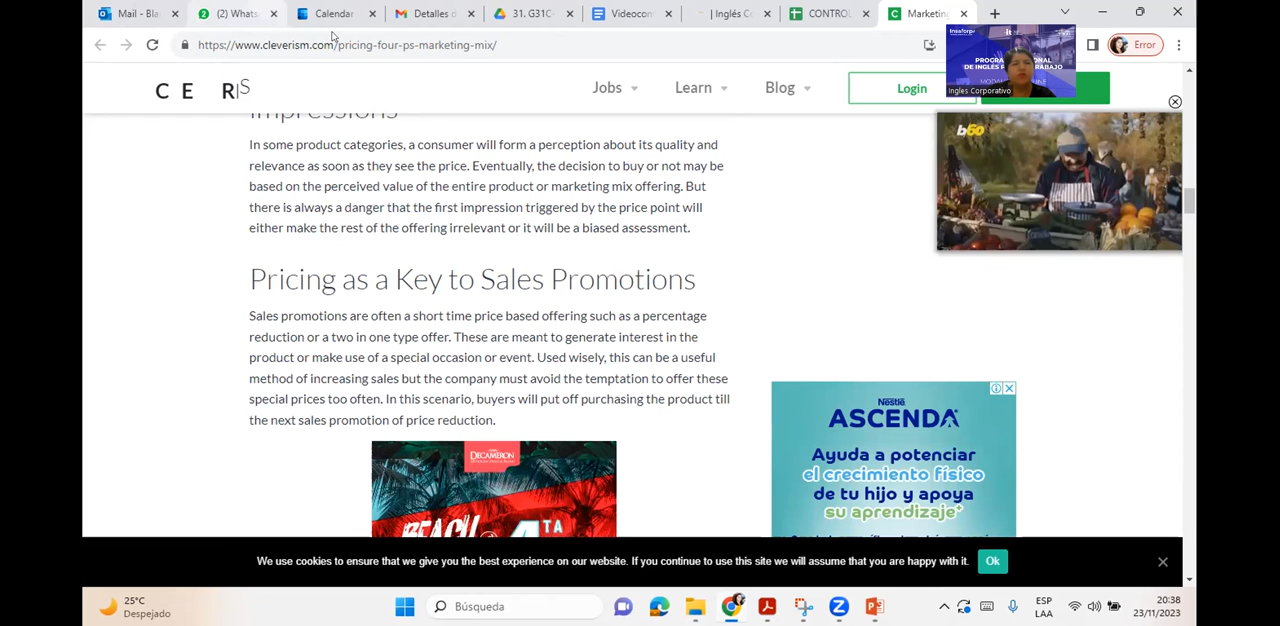 Mail - Bla
(2) Whats
Calendar
Detalles d
31. G31C-
Videocon
| Inglés Co
CONTROL
Marketing
https://www.cleverism.com/pricing-four-ps-marketing-mix/
Error
Insaforp
PROGRA
IONAL
DE INGLÉS
RABAJO
Ingles Corporativo
C E R I S
Jobs
Learn
Blog
Login
Impressions
In some product categories, a consumer will form a perception about its quality and
relevance as soon as they see the price. Eventually, the decision to buy or not may be
based on the perceived value of the entire product or marketing mix offering. But
there is always a danger that the first impression triggered by the price point will
either make the rest of the offering irrelevant or it will be a biased assessment.
b60
Pricing as a Key to Sales Promotions
Sales promotions are often a short time price based offering such as a percentage
reduction or a two in one type offer. These are meant to generate interest in the
product or make use of a special occasion or event. Used wisely, this can be a useful
method of increasing sales but the company must avoid the temptation to offer these
special prices too often. In this scenario, buyers will put off purchasing the product till
the next sales promotion of price reduction.
DECAMERON
BEACH
4TA
Nestlé
ASCENDA
Ayuda a potenciar
el crecimiento físico
de tu hijo y apoya
su aprendizaje*
We use cookies to ensure that we give you the best experience on our website. If you continue to use this site we will assume that you are happy with it.
Ok
25°C
Despejado
Búsqueda
ESP
LAA
20:38
23/11/2023